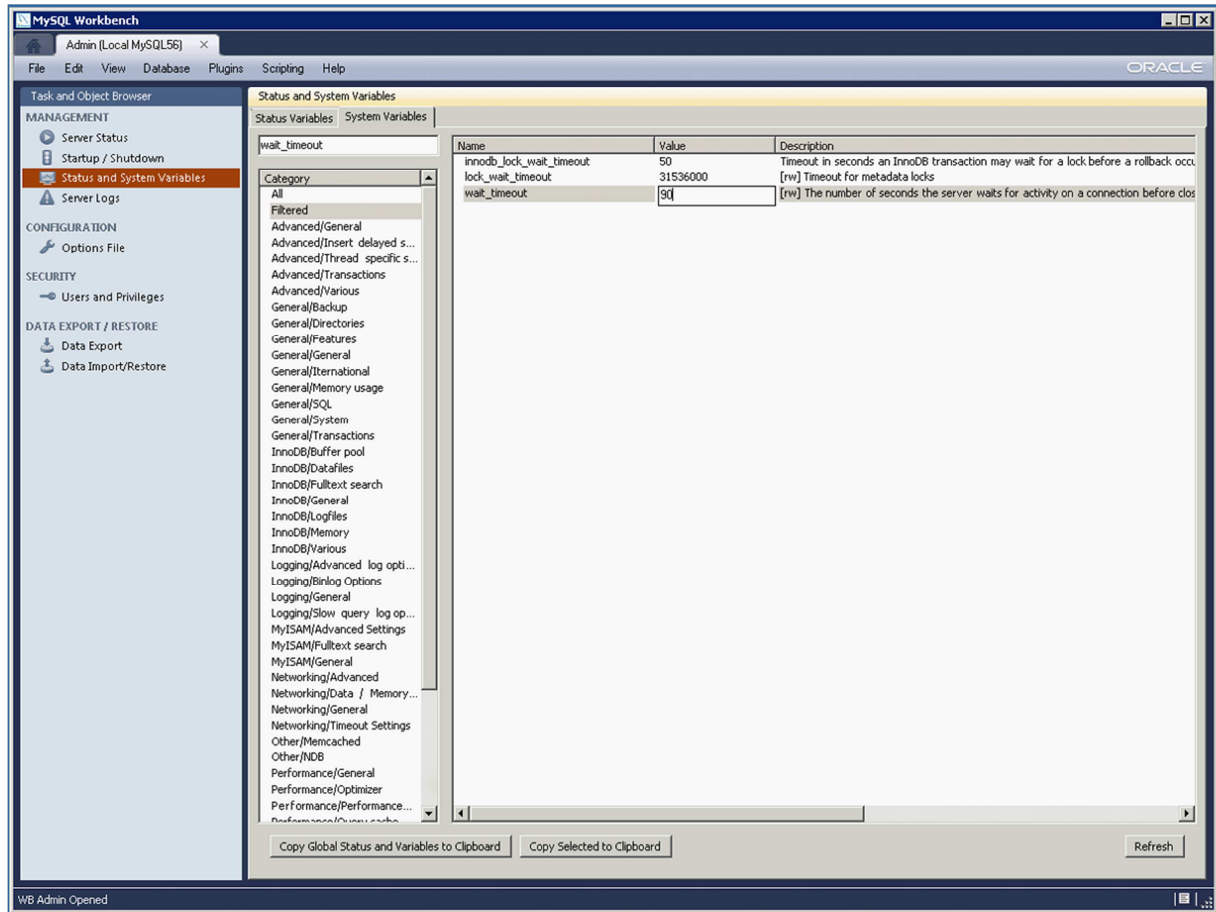 MySQL Workbench
Admin (Local MySQL56)
File Edit View Database Plugins Scripting Help
ORACLE
Task and Object Browser
MANAGEMENT
Server Status
Startup / Shutdown
Status and System Variables
Server Logs
CONFIGURATION
Options File
SECURITY
Users and Privileges
DATA EXPORT / RESTORE
Data Export
Data Import/Restore
Status and System Variables
Status Variables System Variables
wait_timeout
Category
All
Filtered
Advanced/General
Advanced/Insert delayed s...
Advanced/Thread specific s...
Advanced/Transactions
Advanced/Various
General/Backup
General/Directories
General/Features
General/General
General/Iternational
General/Memory usage
General/SQL
General/System
General/Transactions
InnoDB/Buffer pool
InnoDB/Datafiles
InnoDB/Fulltext search
InnoDB/General
InnoDB/Logfiles
InnoDB/Memory
InnoDB/Various
Logging/Advanced log opti...
Logging/Binlog Options
Logging/General
Logging/Slow query log op...
MyISAM/Advanced Settings
MyISAM/Fulltext search
MyISAM/General
Networking/Advanced
Networking/Data / Memory...
Networking/General
Networking/Timeout Settings
Other/Memcached
Other/NDB
Performance/General
Performance/Optimizer
Performance/Performance...
Performance/Query cache
Name Value Description
innodb_lock_wait_timeout 50 Timeout in seconds an InnoDB transaction may wait for a lock before a rollback occu
lock_wait_timeout 31536000 [rw] Timeout for metadata locks
wait_timeout 90 [rw] The number of seconds the server waits for activity on a connection before clos
Copy Global Status and Variables to Clipboard Copy Selected to Clipboard Refresh
WB Admin Opened